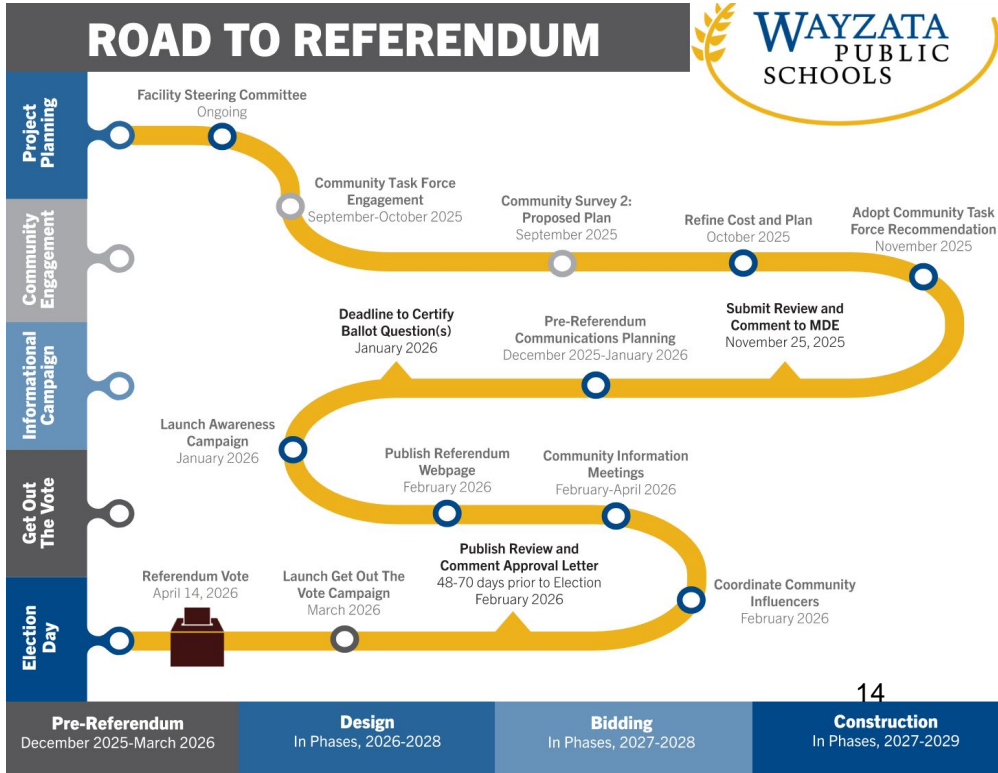 ROAD TO REFERENDUM
WAYZATA
PUBLIC
SCHOOLS
Project
Planning
Facility Steering Committee
Ongoing
Community Task Force
Engagement
September-October 2025
Community Survey 2:
Proposed Plan
September 2025
Refine Cost and Plan
October 2025
Adopt Community Task
Force Recommendation
November 2025
Community
Engagement
Deadline to Certify
Ballot Question(s)
January 2026
Pre-Referendum
Communications Planning
December 2025-January 2026
Submit Review and
Comment to MDE
November 25, 2025
Informational
Campaign
Launch Awareness
Campaign
January 2026
Publish Referendum
Webpage
February 2026
Community Information
Meetings
February-April 2026
Get Out
The Vote
Referendum Vote
April 14, 2026
Launch Get Out The
Vote Campaign
March 2026
Publish Review and
Comment Approval Letter
48-70 days prior to Election
February 2026
Coordinate Community
Influencers
February 2026
Election
Day
14
Pre-Referendum
December 2025-March 2026
Design
In Phases, 2026-2028
Bidding
In Phases, 2027-2028
Construction
In Phases, 2027-2029